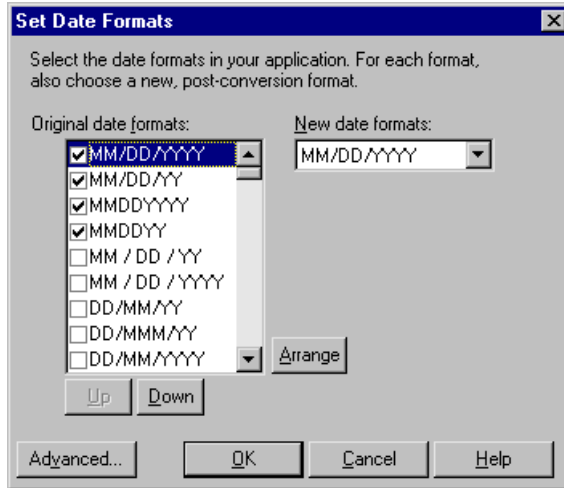 Set Date Formats
Select the date formats in your application. For each format,
also choose a new, post-conversion format.
Original date formats:
New date formats:
MM/DD/YYYY
MM/DD/YYYY
MM/DD/YY
MMDDYYYY
MMDDYY
MM / DD / YY
MM / DD / YYYY
DD/MM/YY
DD/MMM/YY
DD/MM/YYYY
Arrange
Up
Down
Advanced...
OK
Cancel
Help